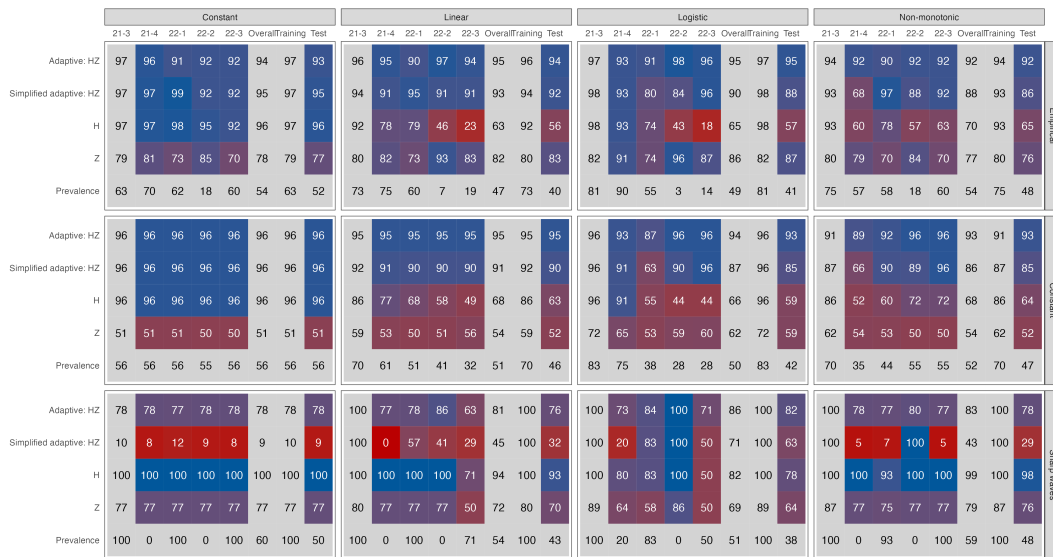 Constant Linear Logistic Non-monotonic
21-3 21-4 22-1 22-2 22-3 Overall Training Test 21-3 21-4 22-1 22-2 22-3 Overall Training Test 21-3 21-4 22-1 22-2 22-3 Overall Training Test 21-3 21-4 22-1 22-2 22-3 Overall Training Test
Adaptive: HZ 97 96 91 92 92 94 97 93 96 95 90 97 94 95 96 94 97 93 91 98 96 95 97 95 94 92 90 92 92 92 94 92
Simplified adaptive: HZ 97 97 99 92 92 95 97 95 94 91 95 91 91 93 94 92 98 93 80 84 96 90 98 88 93 68 97 88 92 88 93 86
H 97 97 98 95 92 96 97 96 92 78 79 46 23 63 92 56 98 93 74 43 18 65 98 57 93 60 78 57 63 70 93 65
Z 79 81 73 85 70 78 79 77 80 82 73 93 83 82 80 83 82 91 74 96 87 86 82 87 80 79 70 84 70 77 80 76
Prevalence 63 70 62 18 60 54 63 52 73 75 60 7 19 47 73 40 81 90 55 3 14 49 81 41 75 57 58 18 60 54 75 48
Empirical
Adaptive: HZ 96 96 96 96 96 96 96 96 95 95 95 95 95 95 95 95 96 93 87 96 96 94 96 93 91 89 92 96 96 93 91 93
Simplified adaptive: HZ 96 96 96 96 96 96 96 96 92 91 90 90 90 91 92 90 96 91 63 90 96 87 96 85 87 66 90 89 96 86 87 85
H 96 96 96 96 96 96 96 96 86 77 68 58 49 68 86 63 96 91 55 44 44 66 96 59 86 52 60 72 72 68 86 64
Z 51 51 51 50 50 51 51 51 59 53 50 51 56 54 59 52 72 65 53 59 60 62 72 59 62 54 53 50 50 54 62 52
Prevalence 56 56 56 55 55 56 56 56 70 61 51 41 32 51 70 46 83 75 38 28 28 50 83 42 70 35 44 55 55 52 70 47
Constant
Adaptive: HZ 78 78 77 78 78 78 78 78 100 77 78 86 63 81 100 76 100 73 84 100 71 86 100 82 100 78 77 80 77 83 100 78
Simplified adaptive: HZ 10 8 12 9 8 9 10 9 100 0 57 41 29 45 100 32 100 20 83 100 50 71 100 63 100 5 7 100 5 43 100 29
H 100 100 100 100 100 100 100 100 100 100 100 100 71 94 100 93 100 80 83 100 50 82 100 78 100 100 93 100 100 99 100 98
Z 77 77 77 77 77 77 77 77 80 77 77 77 50 72 80 70 89 64 58 86 50 69 89 64 87 77 75 77 77 79 87 76
Prevalence 100 0 100 0 100 60 100 50 100 0 100 0 71 54 100 43 100 20 83 0 50 51 100 38 100 0 93 0 100 59 100 48
Sharp waves